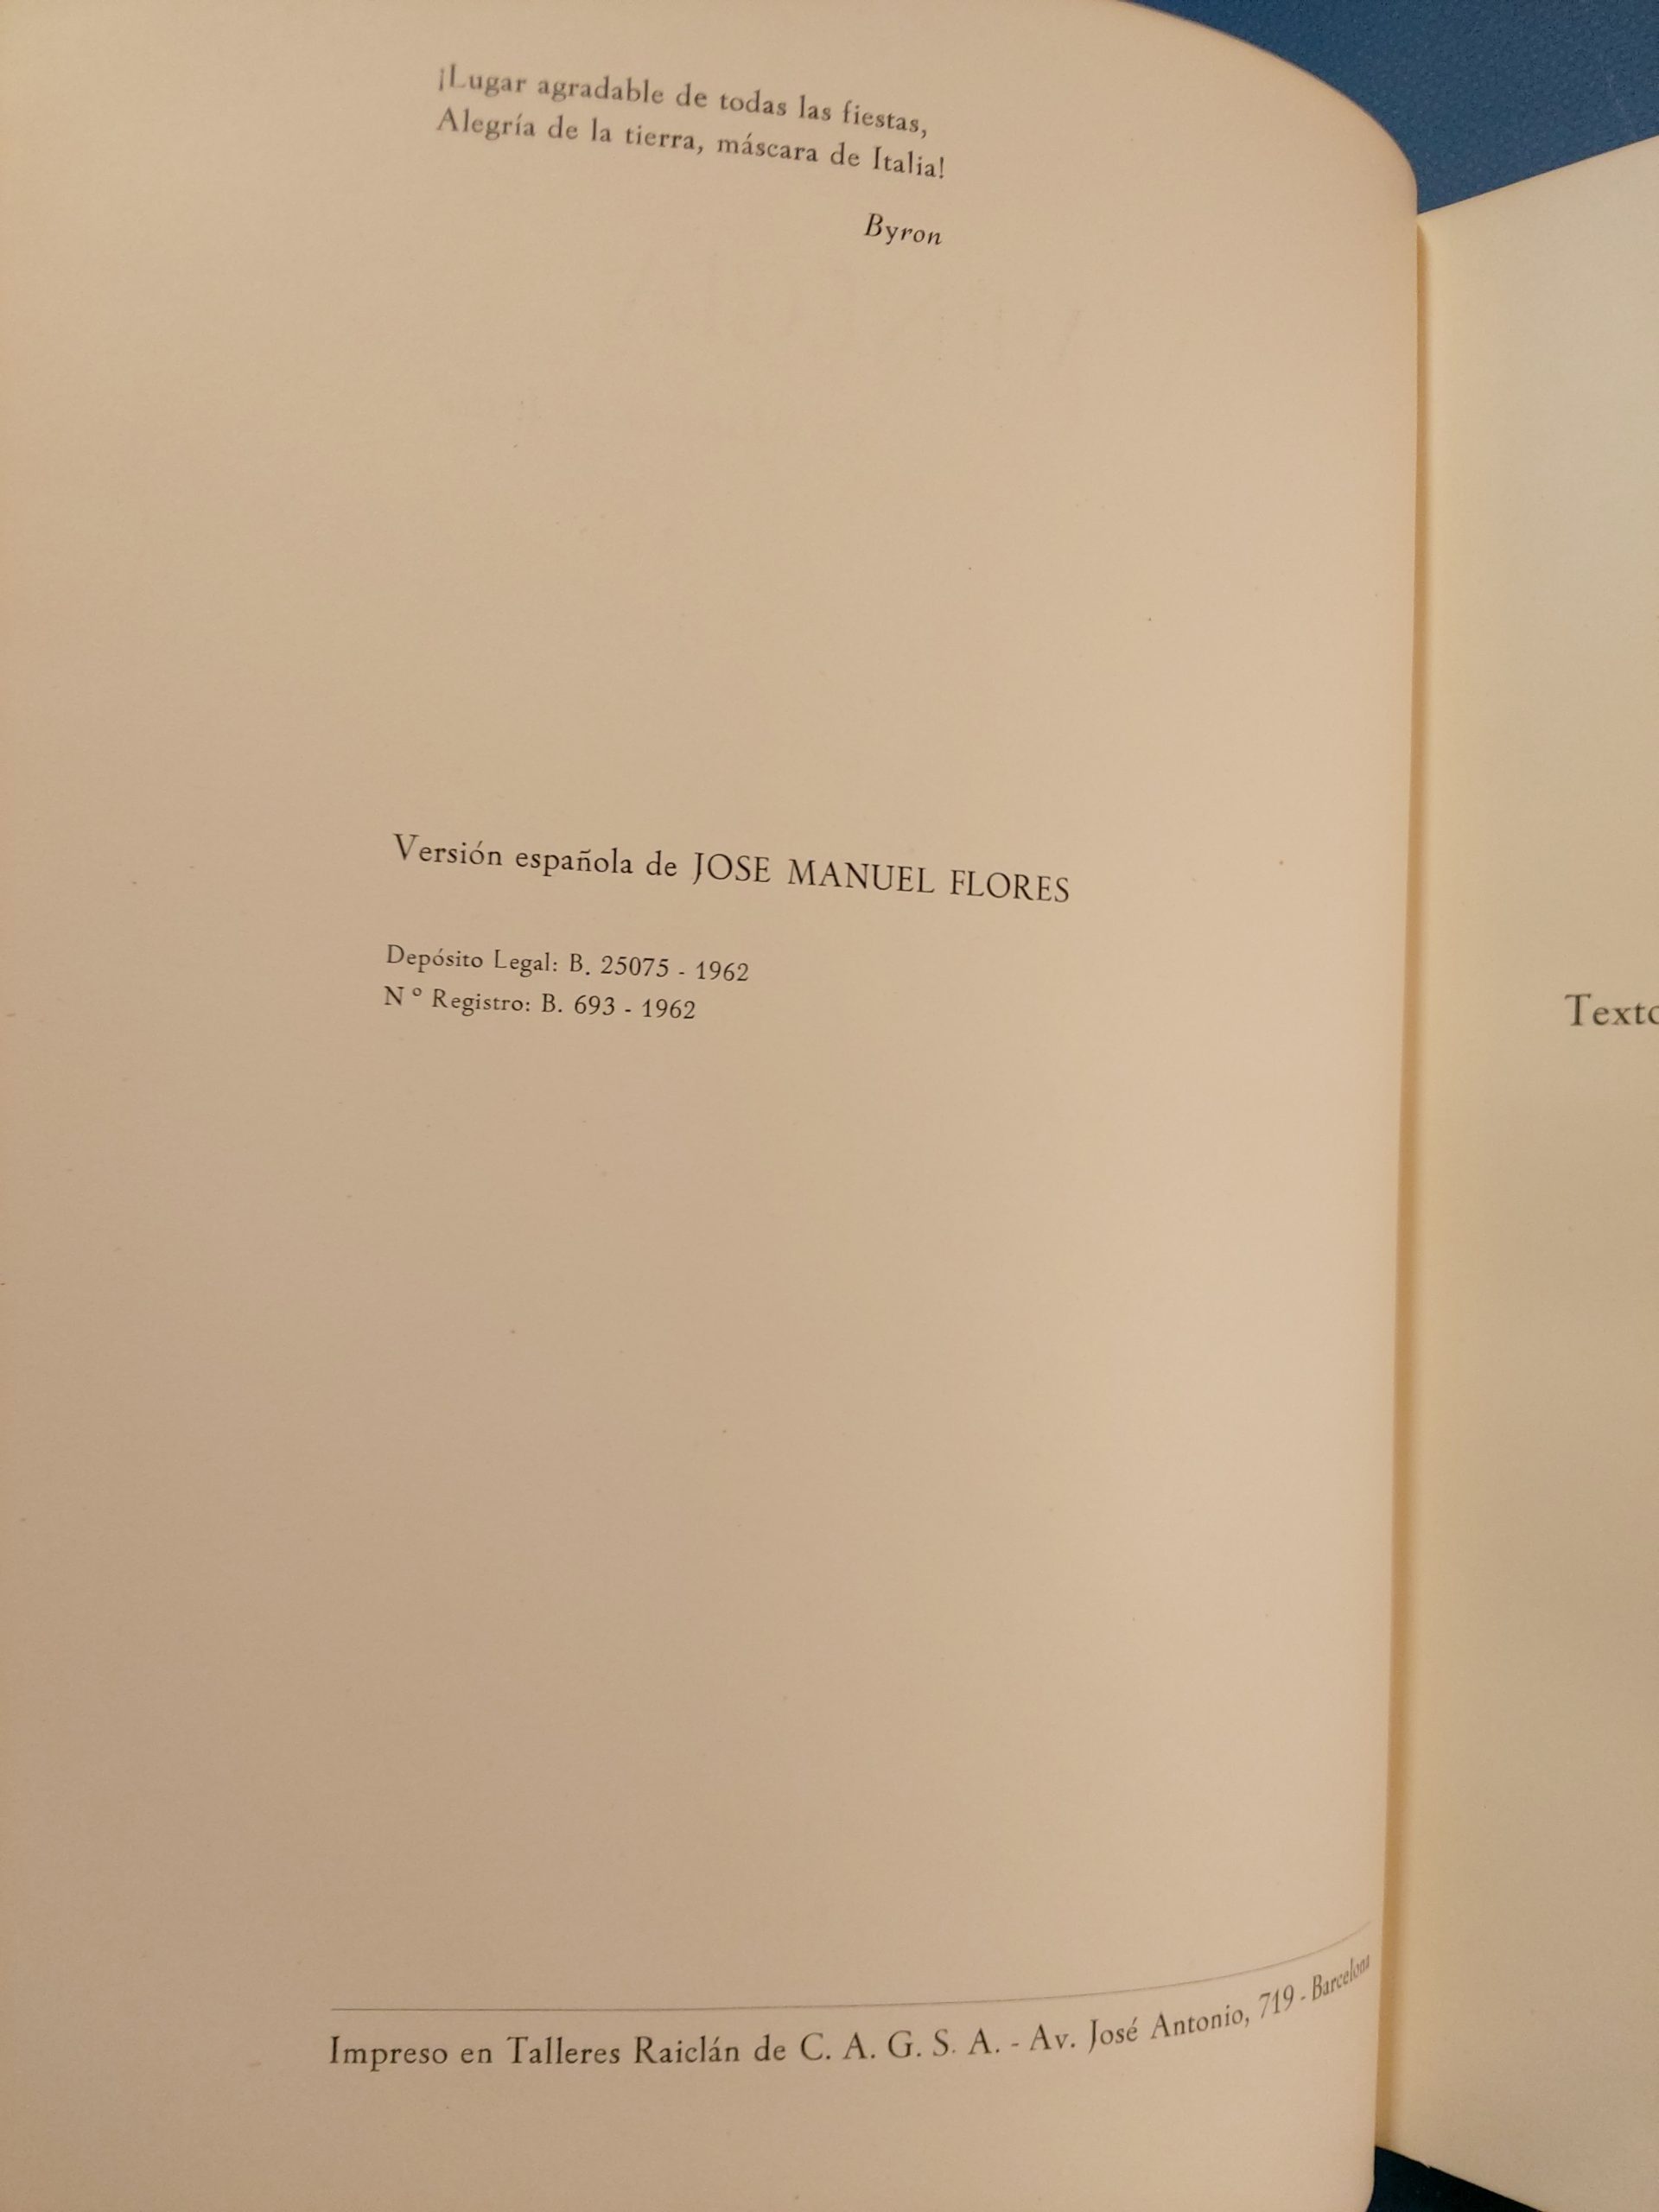 ¡Lugar agradable de todas las fiestas,
Alegría de la tierra, máscara de Italia!
Byron
Versión española de JOSE MANUEL FLORES
Depósito Legal: B. 25075 - 1962
N° Registro: B. 693 - 1962
Impreso en Talleres Raiclán de C. A. G. S. A. - Av. José Antonio, 719 - Barcelona
Texto